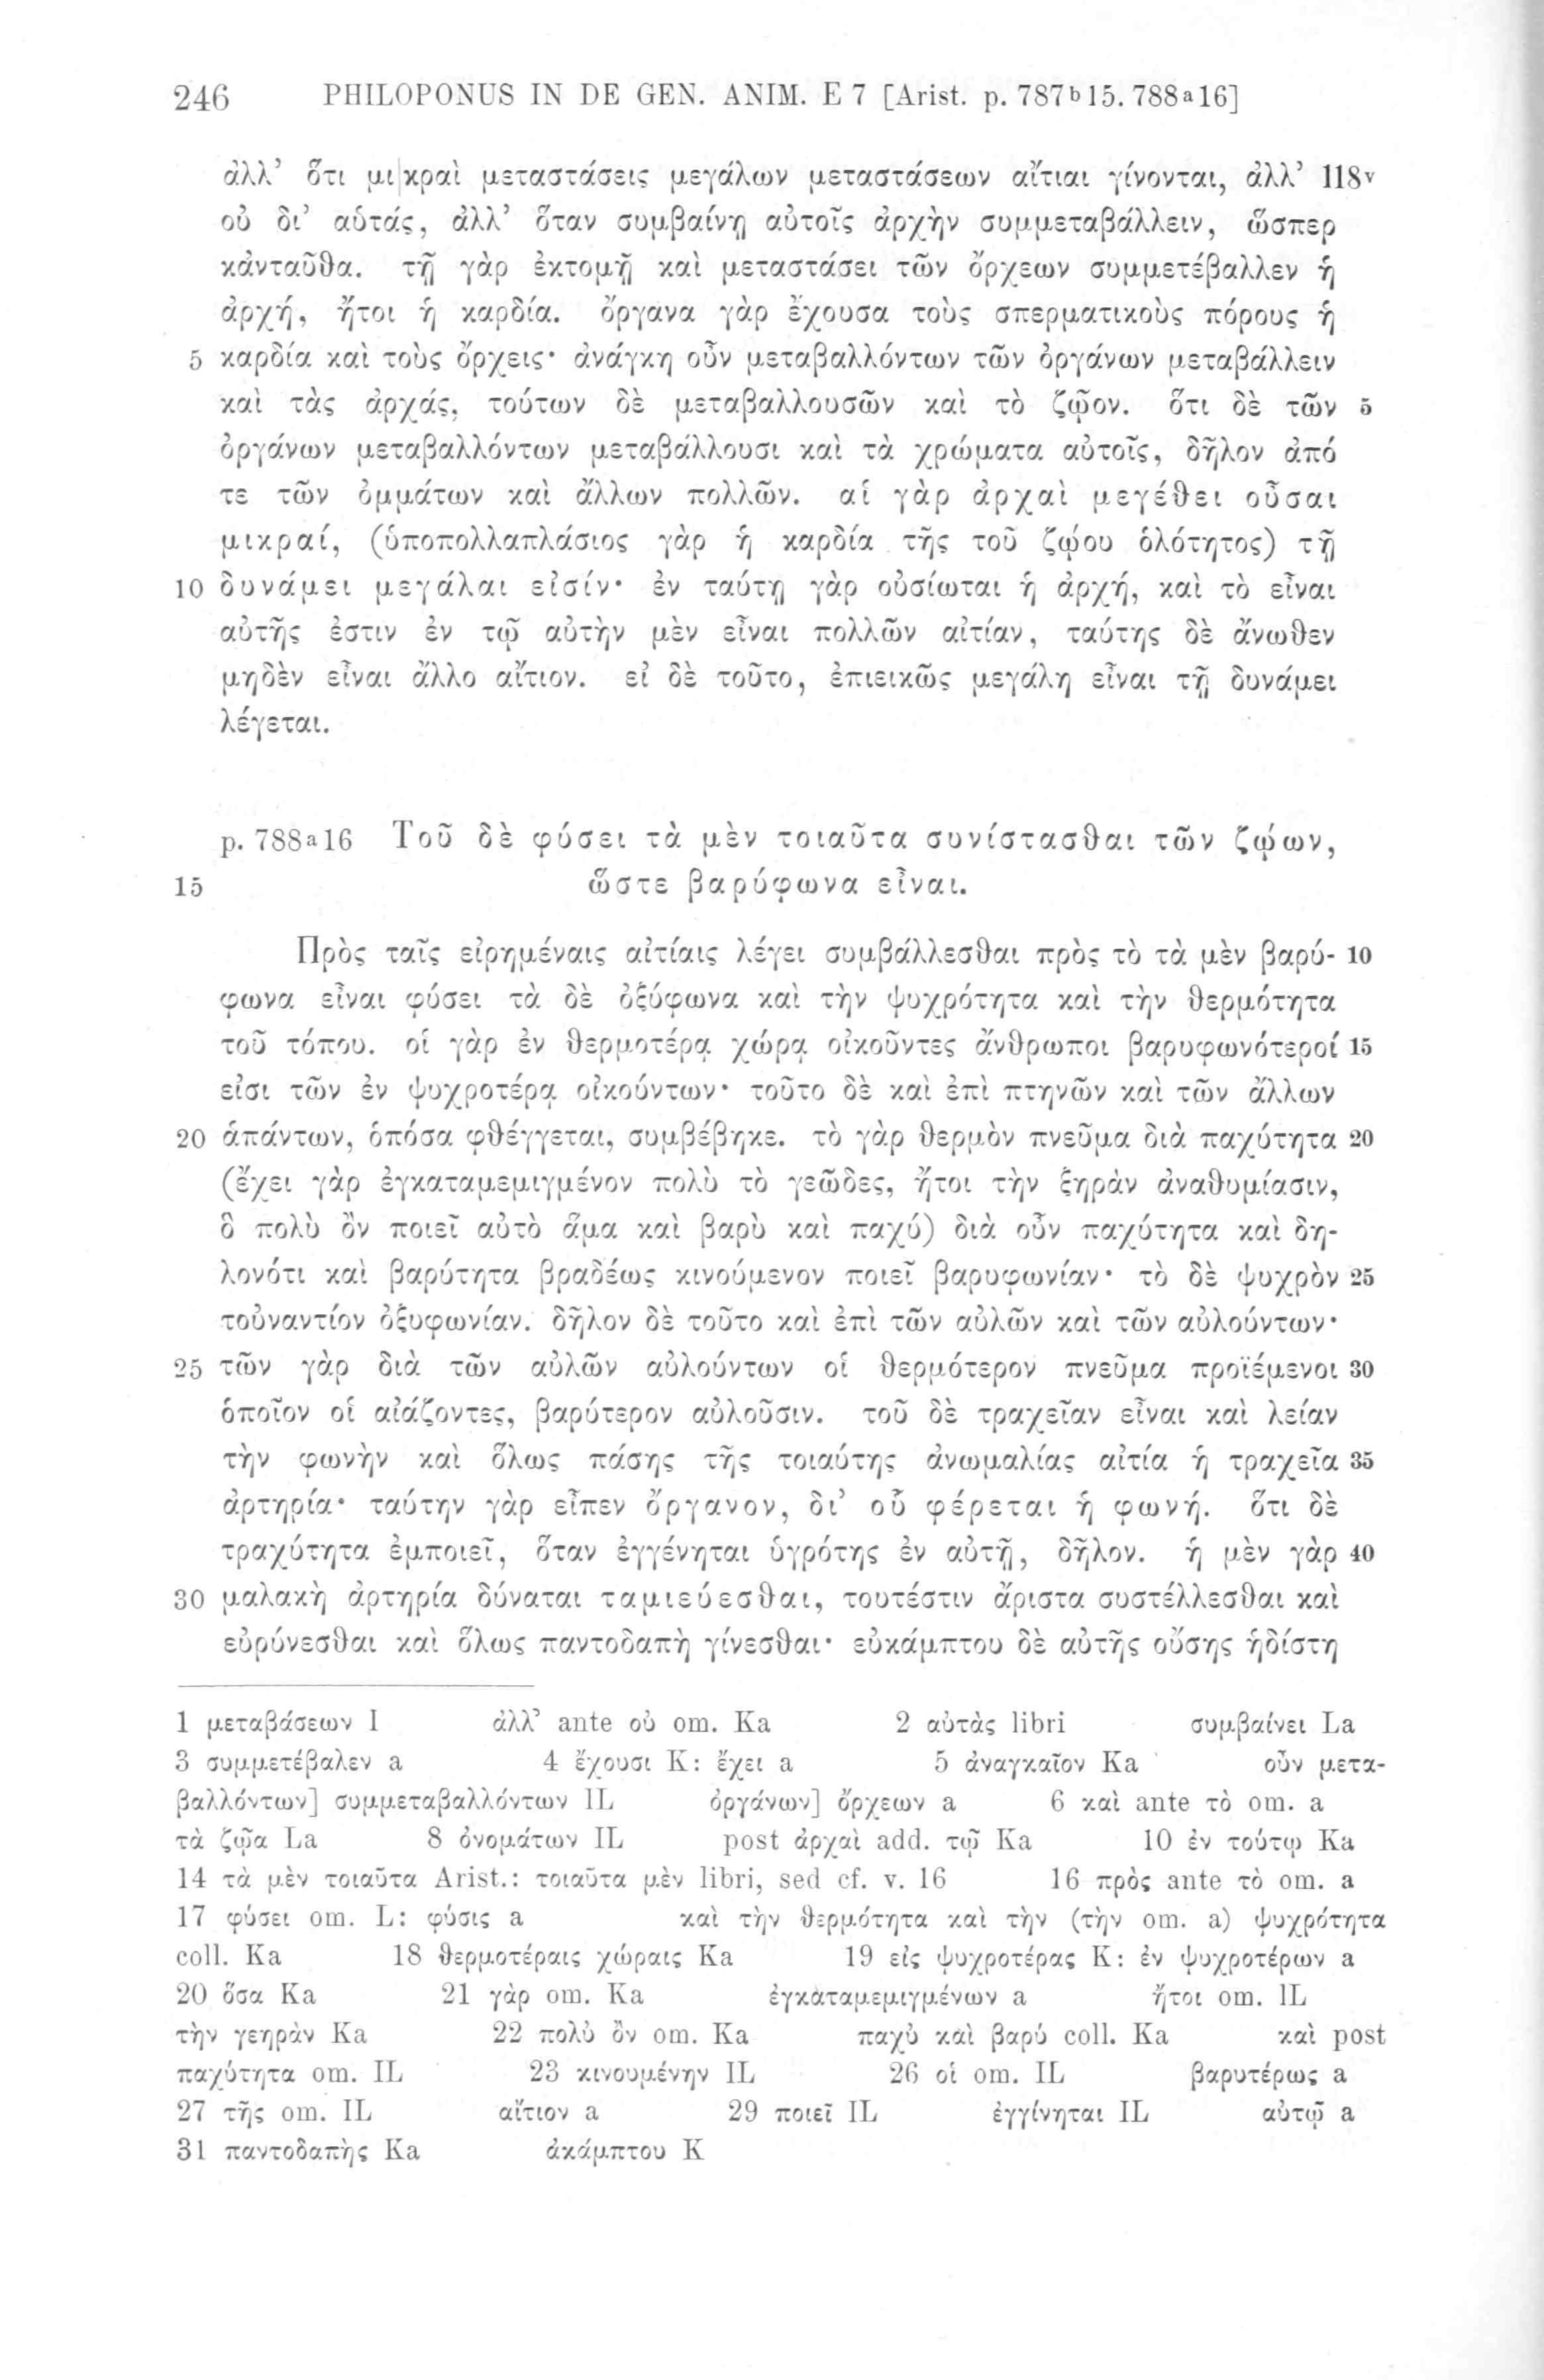 246 PHILOPONUS IN DE GEN. ANIM. E 7 [Arist. p. 787b15. 788a16]
ἀλλ’ ὅτι μι|κραὶ μεταστάσεις μεγάλων μεταστάσεων αἴτιαι γίνονται, ἀλλ’ 118v
οὐ δι’ αὑτάς, ἀλλ’ ὅταν συμβαίνῃ αὐτοῖς ἀρχὴν συμμεταβάλλειν, ὥσπερ
κἀνταῦθα. τῇ γὰρ ἐκτομῇ καὶ μεταστάσει τῶν ὄρχεων συμμετέβαλλεν ἡ
ἀρχή, ἤτοι ἡ καρδία. ὄργανα γὰρ ἔχουσα τοὺς σπερματικοὺς πόρους ἡ
5 καρδία καὶ τοὺς ὄρχεις· ἀνάγκη οὖν μεταβαλλόντων τῶν ὀργάνων μεταβάλλειν
καὶ τὰς ἀρχάς, τούτων δὲ μεταβαλλουσῶν καὶ τὸ ζῷον. ὅτι δὲ τῶν 5
ὀργάνων μεταβαλλόντων μεταβάλλουσι καὶ τὰ χρώματα αὐτοῖς, δῆλον ἀπό
τε τῶν ὀμμάτων καὶ ἄλλων πολλῶν. αἱ γὰρ ἀρχαὶ μεγέθει οὖσαι
μικραί, (ὑποπολλαπλάσιος γὰρ ἡ καρδία τῆς τοῦ ζῴου ὁλότητος) τῇ
10 δυνάμει μεγάλαι εἰσίν· ἐν ταύτῃ γὰρ οὐσίωται ἡ ἀρχή, καὶ τὸ εἶναι
αὐτῆς ἐστιν ἐν τῷ αὐτὴν μὲν εἶναι πολλῶν αἰτίαν, ταύτης δὲ ἄνωθεν
μηδὲν εἶναι ἄλλο αἴτιον. εἰ δὲ τοῦτο, ἐπιεικῶς μεγάλη εἶναι τῇ δυνάμει
λέγεται.
p. 788a16 Τοῦ δὲ φύσει τὰ μὲν τοιαῦτα συνίστασθαι τῶν ζῴων,
15 ὥστε βαρύφωνα εἶναι.
Πρὸς ταῖς εἰρημέναις αἰτίαις λέγει συμβάλλεσθαι πρὸς τὸ τὰ μὲν βαρύ- 10
φωνα εἶναι φύσει τὰ δὲ ὀξύφωνα καὶ τὴν ψυχρότητα καὶ τὴν θερμότητα
τοῦ τόπου. οἱ γὰρ ἐν θερμοτέρᾳ χώρᾳ οἰκοῦντες ἄνθρωποι βαρυφωνότεροί 15
εἰσι τῶν ἐν ψυχροτέρᾳ οἰκούντων· τοῦτο δὲ καὶ ἐπὶ πτηνῶν καὶ τῶν ἄλλων
20 ἁπάντων, ὁπόσα φθέγγεται, συμβέβηκε. τὸ γὰρ θερμὸν πνεῦμα διὰ παχύτητα 20
(ἔχει γὰρ ἐγκαταμεμιγμένον πολὺ τὸ γεῶδες, ἤτοι τὴν ξηρὰν ἀναθυμίασιν,
ὃ πολὺ ὂν ποιεῖ αὐτὸ ἅμα καὶ βαρὺ καὶ παχύ) διὰ οὖν παχύτητα καὶ δη-
λονότι καὶ βαρύτητα βραδέως κινούμενον ποιεῖ βαρυφωνίαν· τὸ δὲ ψυχρὸν 25
τοὐναντίον ὀξυφωνίαν. δῆλον δὲ τοῦτο καὶ ἐπὶ τῶν αὐλῶν καὶ τῶν αὐλούντων·
25 τῶν γὰρ διὰ τῶν αὐλῶν αὐλούντων οἱ θερμότερον πνεῦμα προϊέμενοι 30
ὁποῖον οἱ αἰάζοντες, βαρύτερον αὐλοῦσιν. τοῦ δὲ τραχεῖαν εἶναι καὶ λείαν
τὴν φωνὴν καὶ ὅλως πάσης τῆς τοιαύτης ἀνωμαλίας αἰτία ἡ τραχεῖα 35
ἀρτηρία· ταύτην γὰρ εἶπεν ὄργανον, δι’ οὗ φέρεται ἡ φωνή. ὅτι δὲ
τραχύτητα ἐμποιεῖ, ὅταν ἐγγένηται ὑγρότης ἐν αὐτῇ, δῆλον. ἡ μὲν γὰρ 40
30 μαλακὴ ἀρτηρία δύναται ταμιεύεσθαι, τουτέστιν ἄριστα συστέλλεσθαι καὶ
εὐρύνεσθαι καὶ ὅλως παντοδαπὴ γίνεσθαι· εὐκάμπτου δὲ αὐτῆς οὔσης ἡδίστη
1 μεταβάσεων I ἀλλ’ ante οὐ om. Ka 2 αὐτὰς libri συμβαίνει La
3 συμμετέβαλεν a 4 ἔχουσι K: ἔχει a 5 ἀναγκαῖον Ka οὖν μετα-
βαλλόντων] συμμεταβαλλόντων IL ὀργάνων] ὄρχεων a 6 καὶ ante τὸ om. a
τὰ ζῷα La 8 ὀνομάτων IL post ἀρχαὶ add. τῷ Ka 10 ἐν τούτῳ Ka
14 τὰ μὲν τοιαῦτα Arist.: τοιαῦτα μὲν libri, sed cf. v. 16 16 πρὸς ante τὸ om. a
17 φύσει om. L: φύσις a καὶ τὴν θερμότητα καὶ τὴν (τὴν om. a) ψυχρότητα
coll. Ka 18 θερμοτέραις χώραις Ka 19 εἰς ψυχροτέρας K: ἐν ψυχροτέρων a
20 ὅσα Ka 21 γὰρ om. Ka ἐγκαταμεμιγμένων a ἤτοι om. IL
τὴν γεηρὰν Ka 22 πολὺ ὂν om. Ka παχὺ καὶ βαρύ coll. Ka καὶ post
παχύτητα om. IL 23 κινουμένην IL 26 οἱ om. IL βαρυτέρως a
27 τῆς om. IL αἴτιον a 29 ποιεῖ IL ἐγγίνηται IL αὐτῷ a
31 παντοδαπὴς Ka ἀκάμπτου K